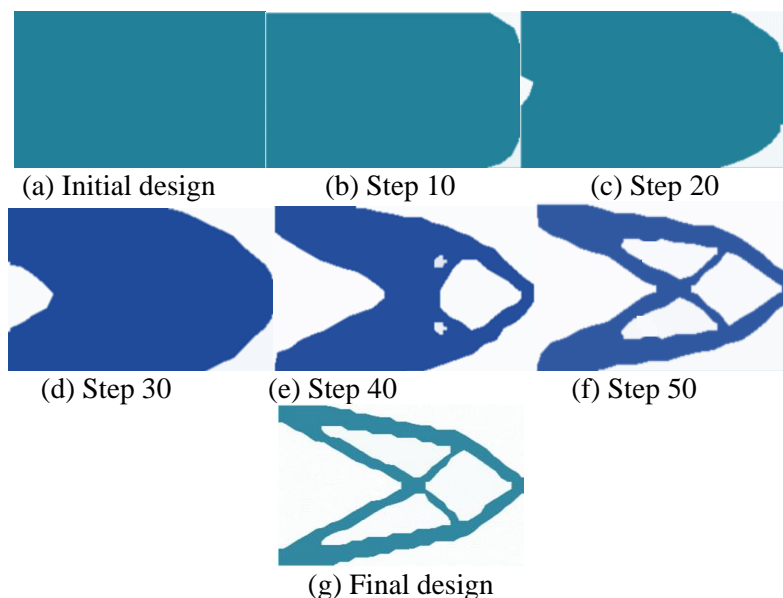 (a) Initial design (b) Step 10 (c) Step 20
(d) Step 30 (e) Step 40 (f) Step 50
(g) Final design